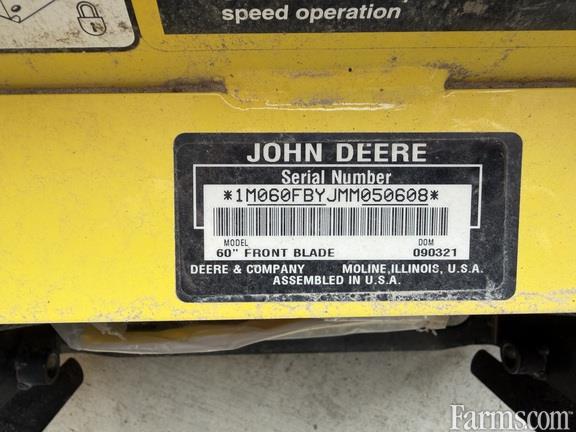 speed operation
JOHN DEERE
Serial Number
*1M060FBYJMM050608*
MODEL DOM
60" FRONT BLADE 090321
DEERE & COMPANY MOLINE, ILLINOIS, U.S.A.
ASSEMBLED IN U.S.A.
Farms.com